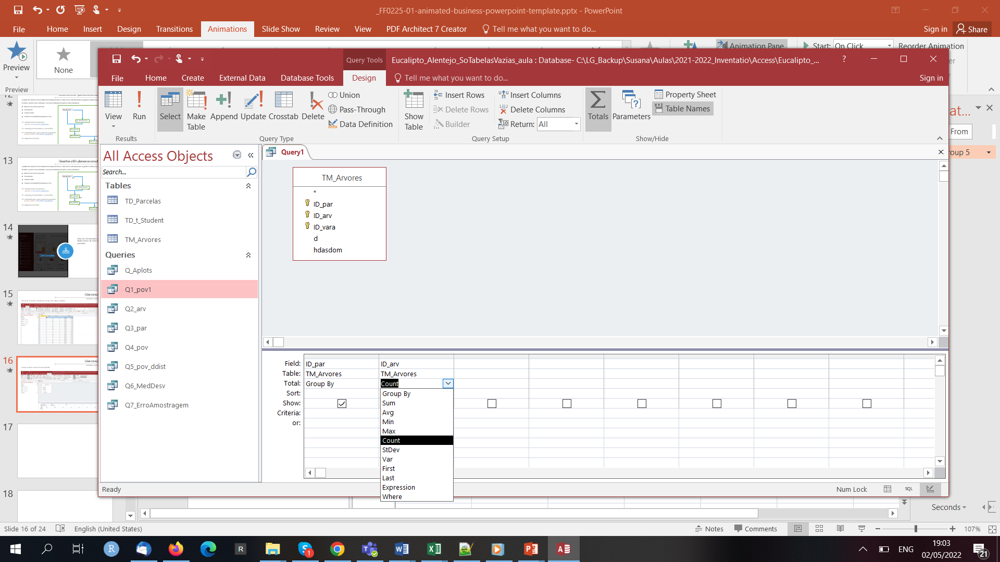 _FF0225-01-animated-business-powerpoint-template.pptx - PowerPoint
File Home Insert Design Transitions Animations Slide Show Review View PDF Architect 7 Creator Tell me what you want to do... Sign in Share
Preview
None
Animation Pane
Start: On Click
Reorder Animation
Preview
Query Tools
Eucalipto_Alentejo_SoTabelasVazias_aula : Database- C:\LG_Backup\Susana\Aulas\2021-2022_Inventatio\Access\Eucalipto_...
File Home Create External Data Database Tools Design Tell me what you want to do... Sign in
View
Run
Results
Select
Make Table
Append
Update
Crosstab
Delete
Union
Pass-Through
Data Definition
Query Type
Show Table
Insert Rows
Delete Rows
Builder
Insert Columns
Delete Columns
Return: All
Query Setup
Totals
Parameters
Property Sheet
Table Names
Show/Hide
From
roup 5
12
13
14
15
16
17
18
All Access Objects
Search...
Tables
TD_Parcelas
TD_t_Student
TM_Arvores
Queries
Q_Aplots
Q1_pov1
Q2_arv
Q3_par
Q4_pov
Q5_pov_ddist
Q6_MedDesv
Q7_ErroAmostragem
Query1
TM_Arvores
*
ID_par
ID_arv
ID_vara
d
hdasdom
Field: ID_par ID_arv
Table: TM_Arvores TM_Arvores
Total: Group By Count
Sort:
Show:
Criteria:
or:
Group By
Sum
Avg
Min
Max
Count
StDev
Var
First
Last
Expression
Where
Ready
Num Lock
SQL
Seconds
Slide 16 of 24 English (United States) Notes Comments 107%
ENG
19:03
02/05/2022
21